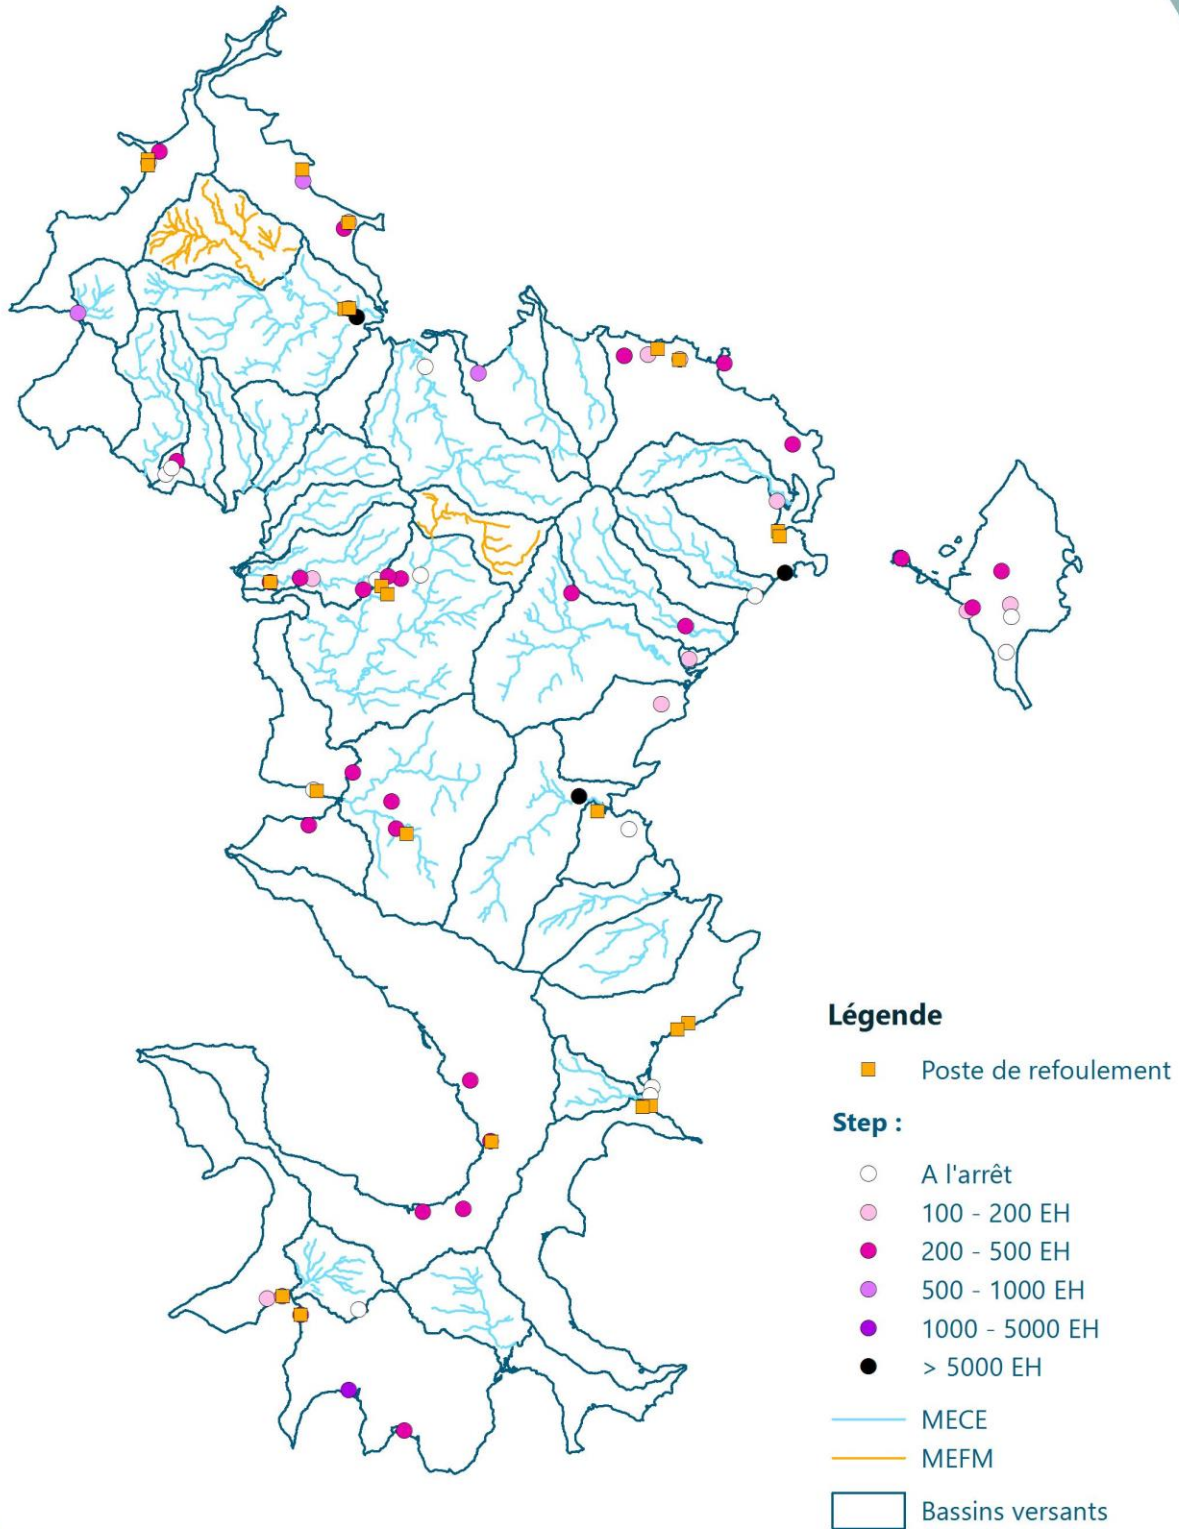 Légende
Poste de refoulement
Step :
A l'arrêt
100 - 200 EH
200 - 500 EH
500 - 1000 EH
1000 - 5000 EH
> 5000 EH
MECE
MEFM
Bassins versants